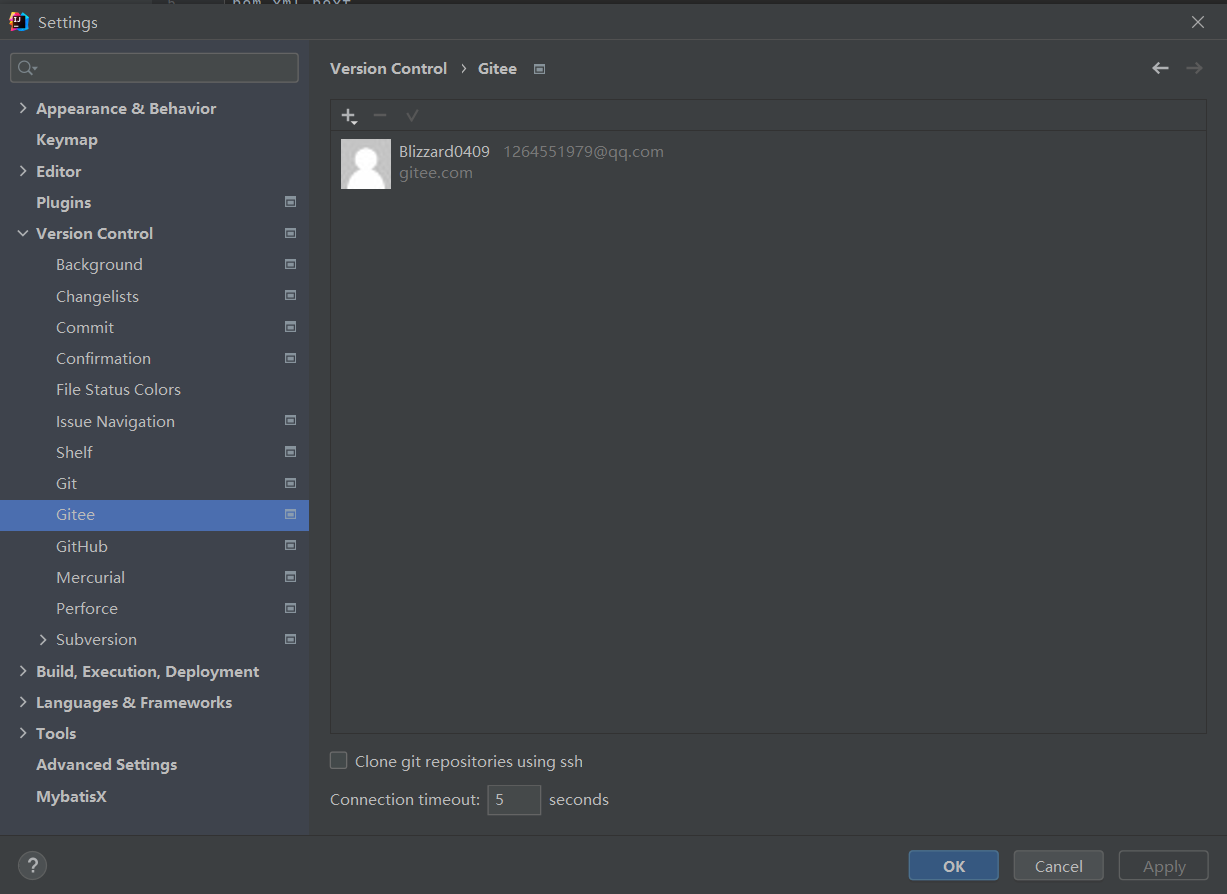 Settings
Version Control › Gitee
Appearance & Behavior
Keymap
Editor
Plugins
Version Control
Background
Changelists
Commit
Confirmation
File Status Colors
Issue Navigation
Shelf
Git
Gitee
GitHub
Mercurial
Perforce
Subversion
Build, Execution, Deployment
Languages & Frameworks
Tools
Advanced Settings
MybatisX
Blizzard0409 1264551979@qq.com
gitee.com
Clone git repositories using ssh
Connection timeout: 5 seconds
?
OK
Cancel
Apply